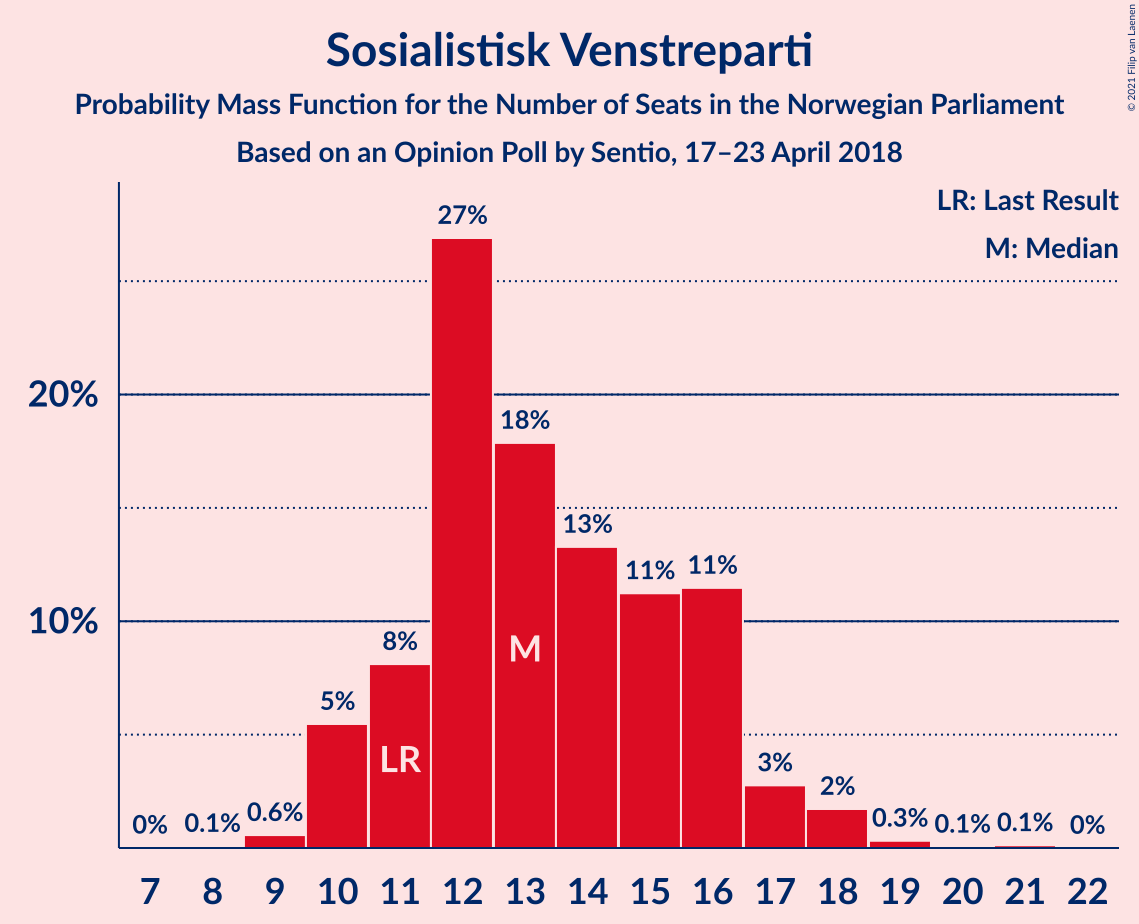 Sosialistisk Venstreparti
Probability Mass Function for the Number of Seats in the Norwegian Parliament
Based on an Opinion Poll by Sentio, 17–23 April 2018
© 2021 Filip van Laenen
LR: Last Result
M: Median
20%
10%
0%
0.1%
0.6%
5%
8%
27%
18%
13%
11%
11%
3%
2%
0.3%
0.1%
0.1%
0%
LR
M
7 8 9 10 11 12 13 14 15 16 17 18 19 20 21 22